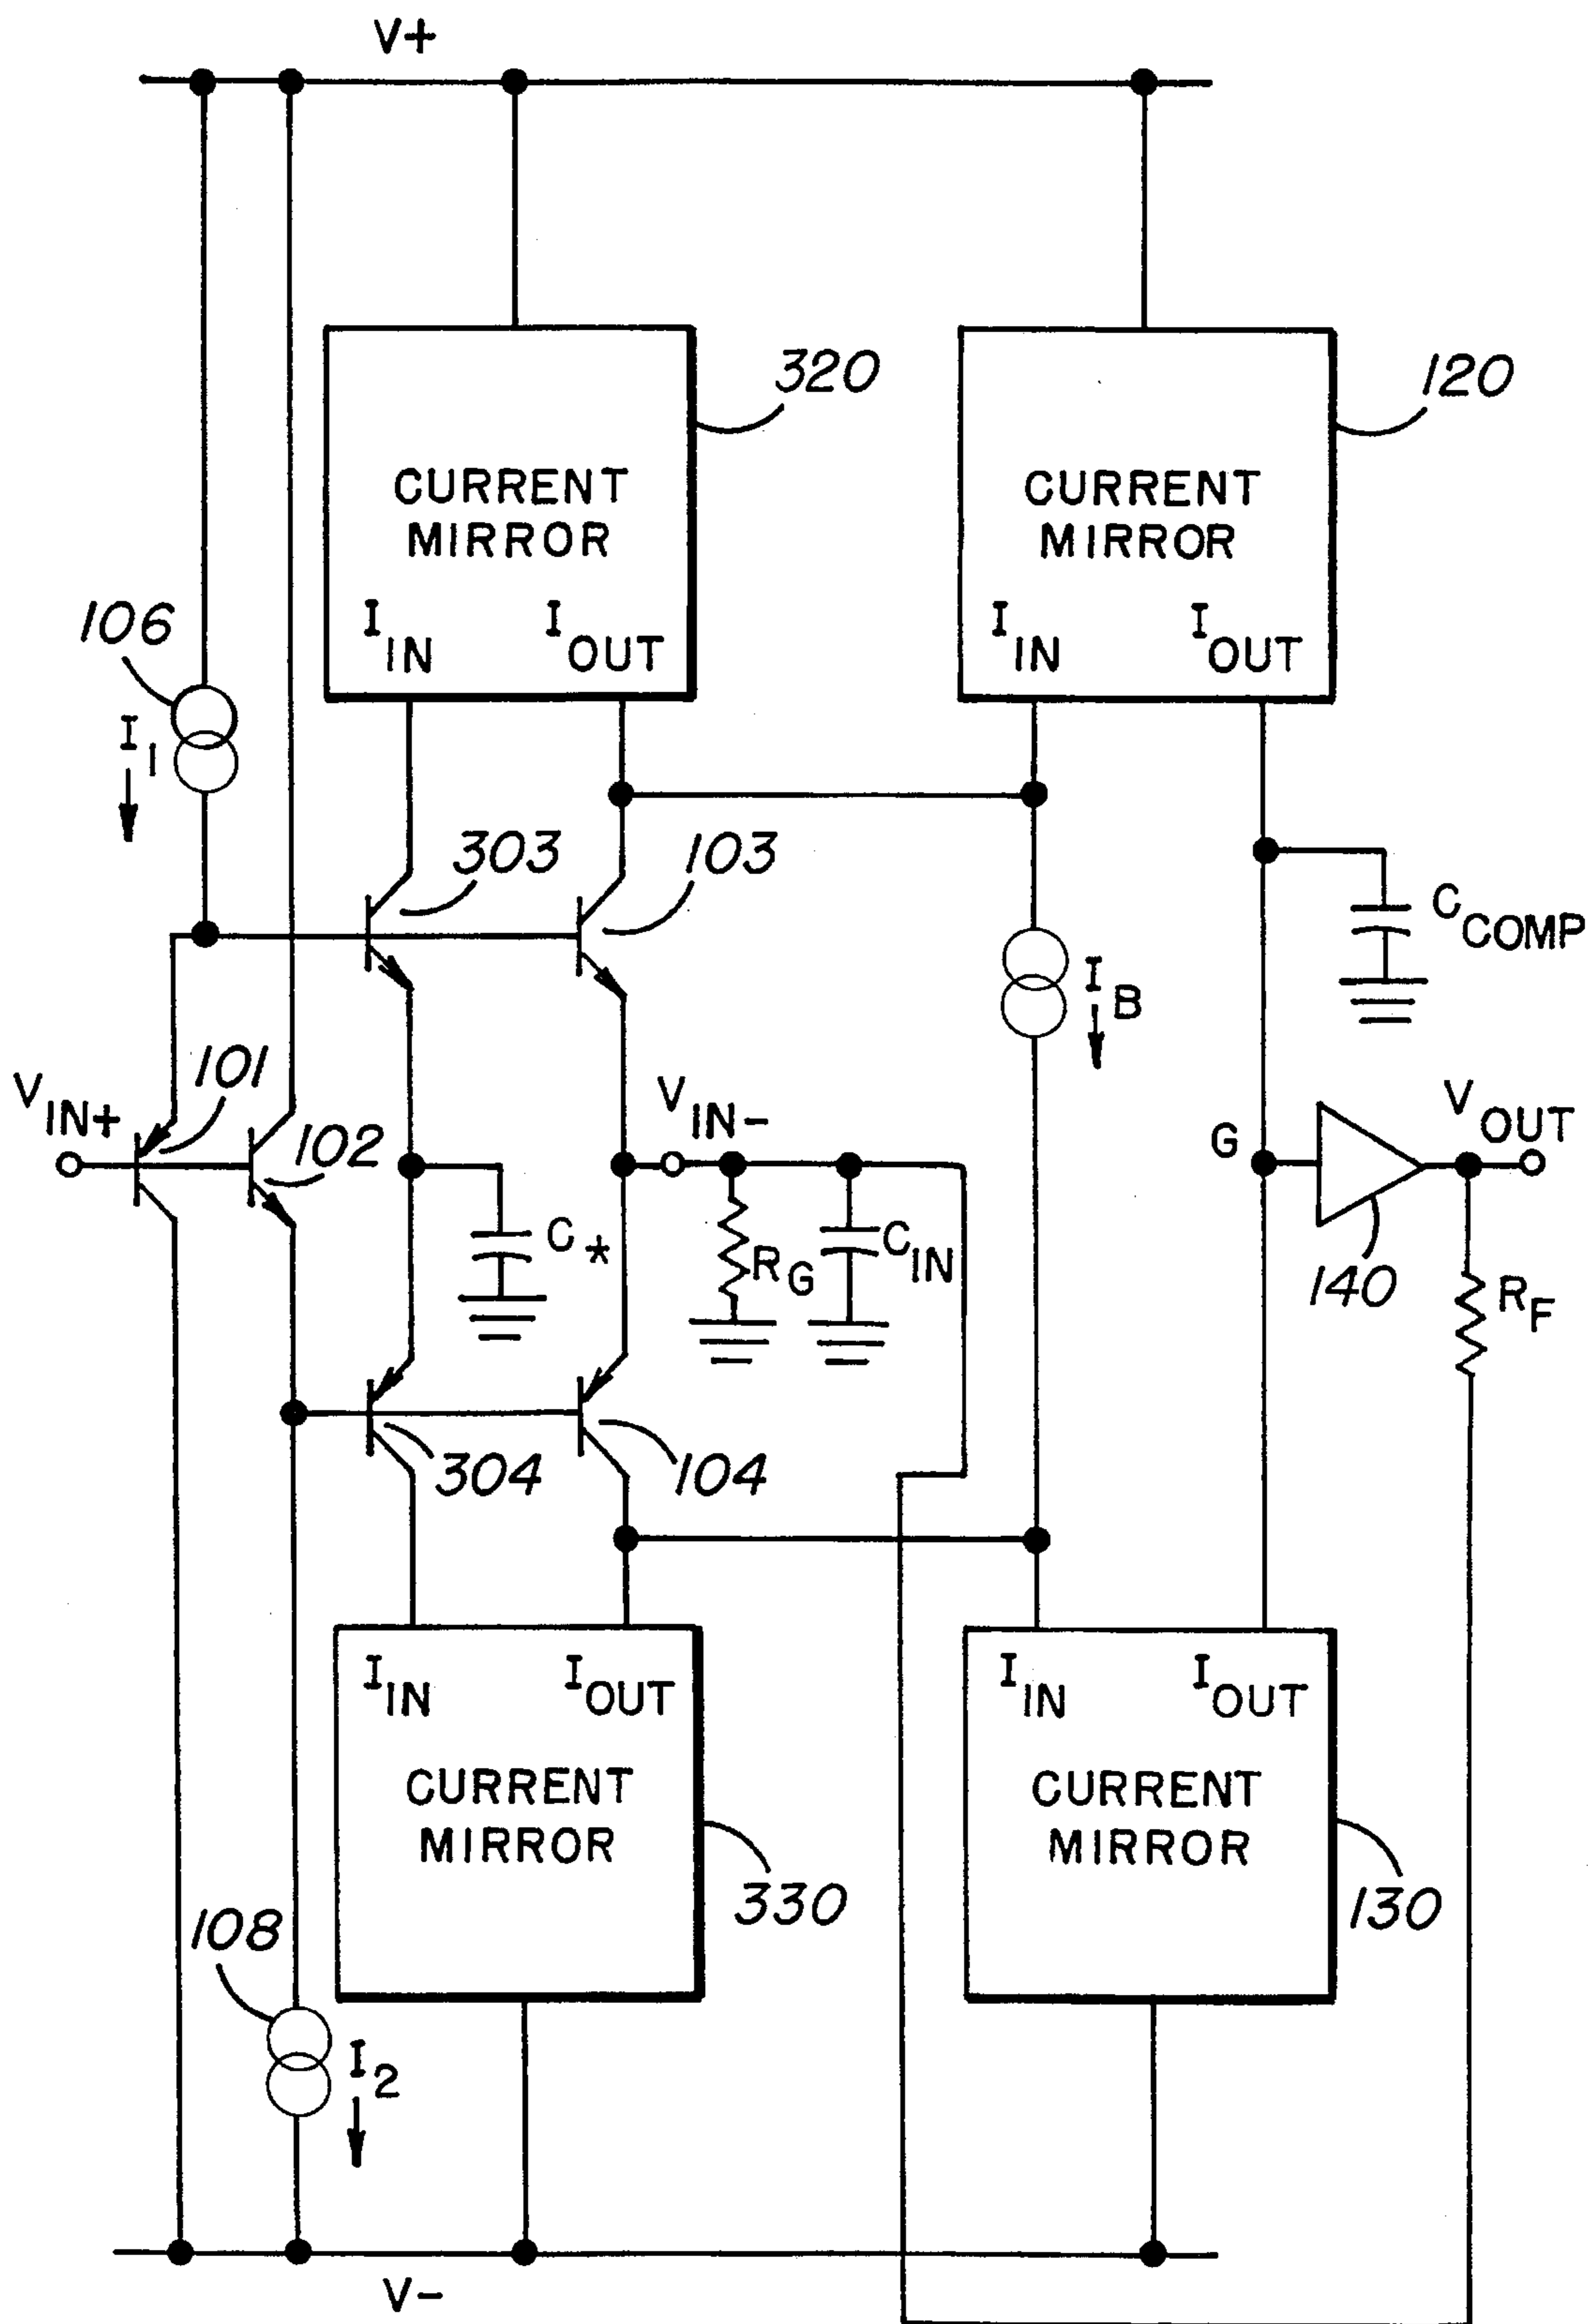 V+
320
120
CURRENT
MIRROR
CURRENT
MIRROR
I IN
I OUT
I IN
I OUT
106
I 1
303
103
C COMP
I B
101
V IN+
102
V IN-
V OUT
G
C *
R G
C IN
140
R F
304
104
I IN
I OUT
I IN
I OUT
CURRENT
MIRROR
CURRENT
MIRROR
330
130
108
I 2
V-